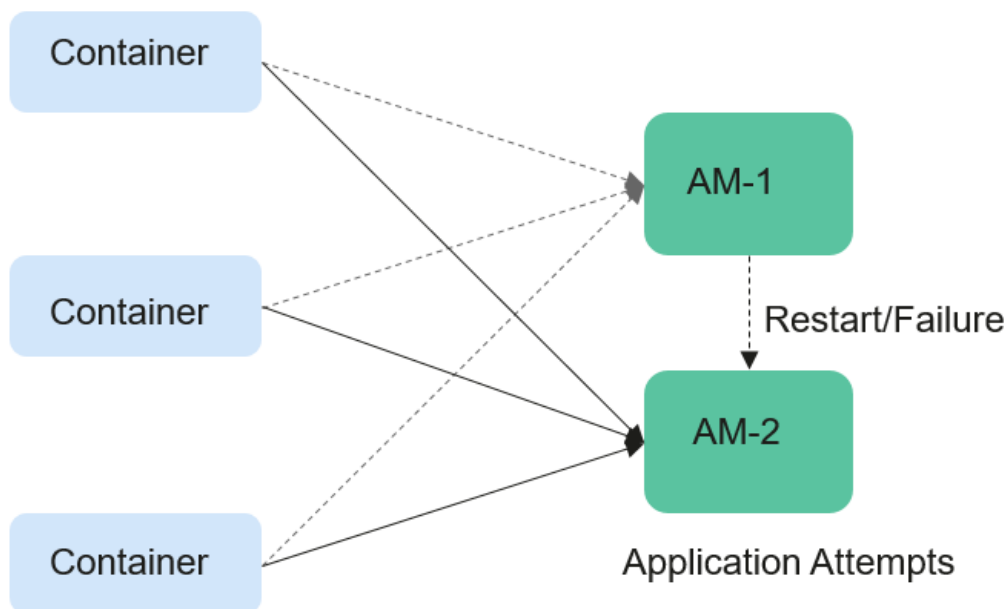 Container
AM-1
Container
Restart/Failure
AM-2
Container
Application Attempts